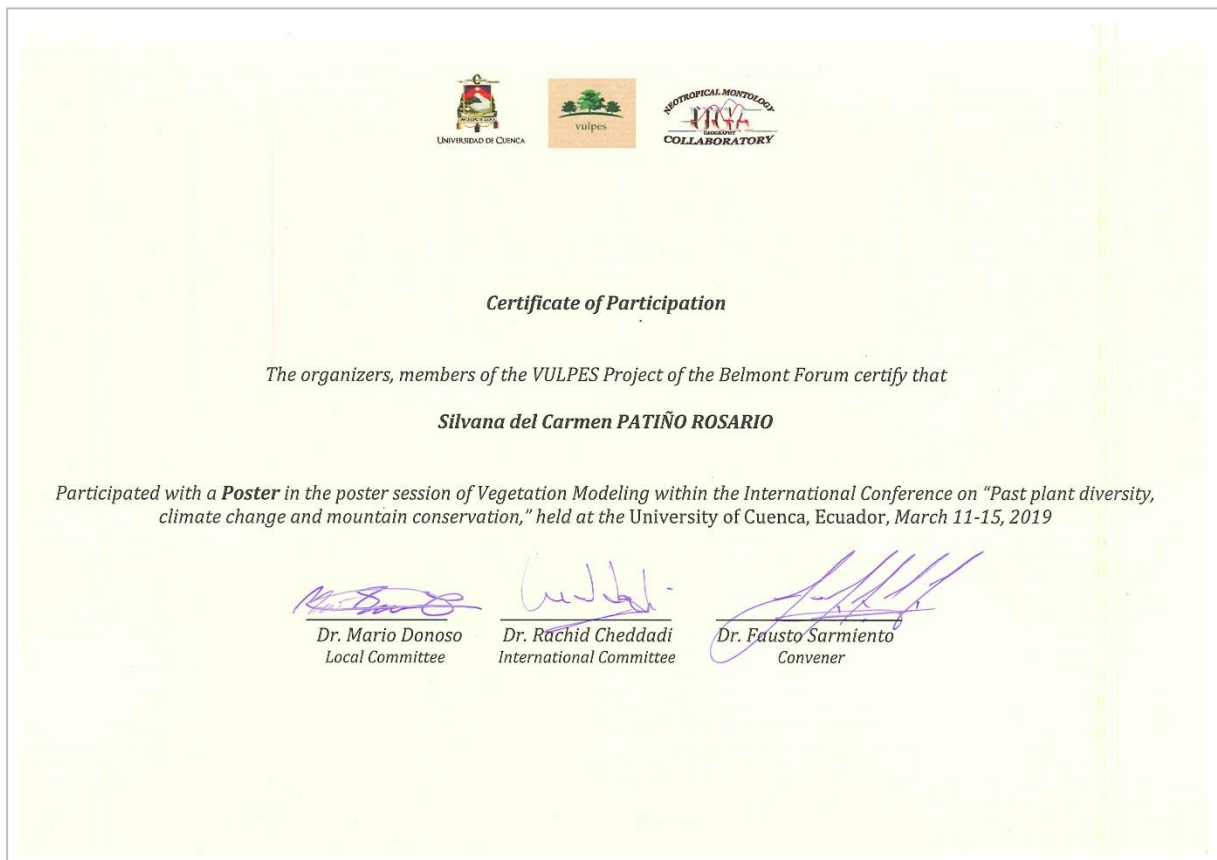 UNIVERSIDAD DE CUENCA
vulpes
NEOTROPICAL MONTOLOGY
GEOGRAPHY
COLLABORATORY
Certificate of Participation
The organizers, members of the VULPES Project of the Belmont Forum certify that
Silvana del Carmen PATIÑO ROSARIO
Participated with a Poster in the poster session of Vegetation Modeling within the International Conference on “Past plant diversity,
climate change and mountain conservation,” held at the University of Cuenca, Ecuador, March 11-15, 2019
Dr. Mario Donoso Dr. Rachid Cheddadi Dr. Fausto Sarmiento
Local Committee International Committee Convener